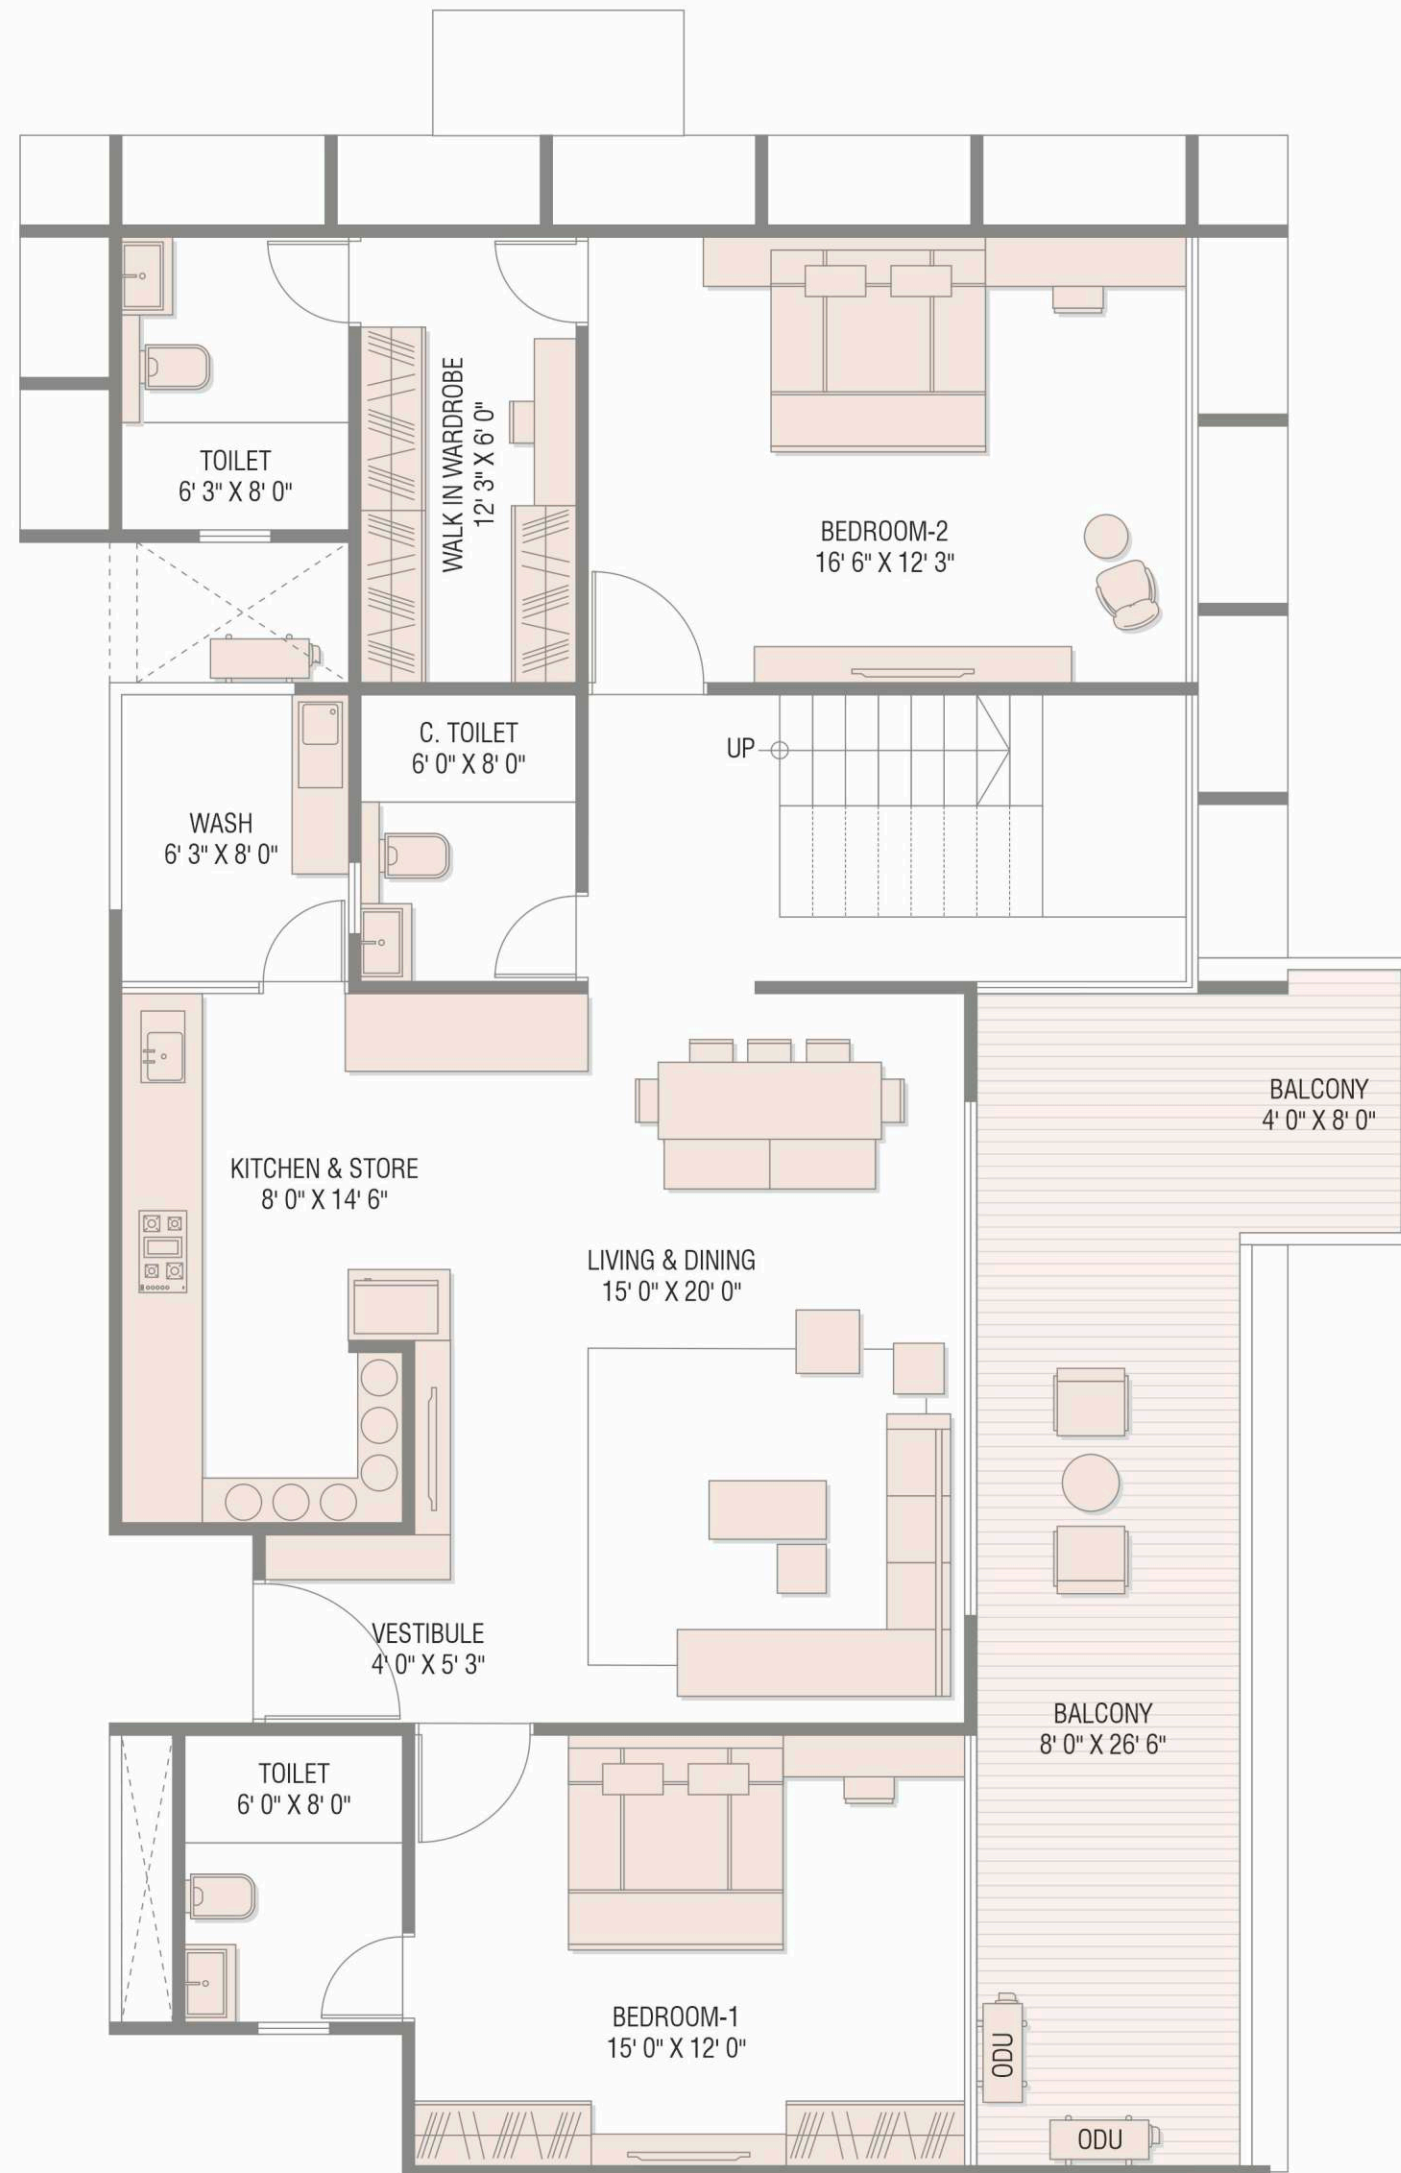 TOILET
6' 3" X 8' 0"
WALK IN WARDROBE
12' 3" X 6' 0"
BEDROOM-2
16' 6" X 12' 3"
C. TOILET
6' 0" X 8' 0"
UP
WASH
6' 3" X 8' 0"
BALCONY
4' 0" X 8' 0"
KITCHEN & STORE
8' 0" X 14' 6"
LIVING & DINING
15' 0" X 20' 0"
VESTIBULE
4' 0" X 5' 3"
BALCONY
8' 0" X 26' 6"
TOILET
6' 0" X 8' 0"
BEDROOM-1
15' 0" X 12' 0"
ODU
ODU